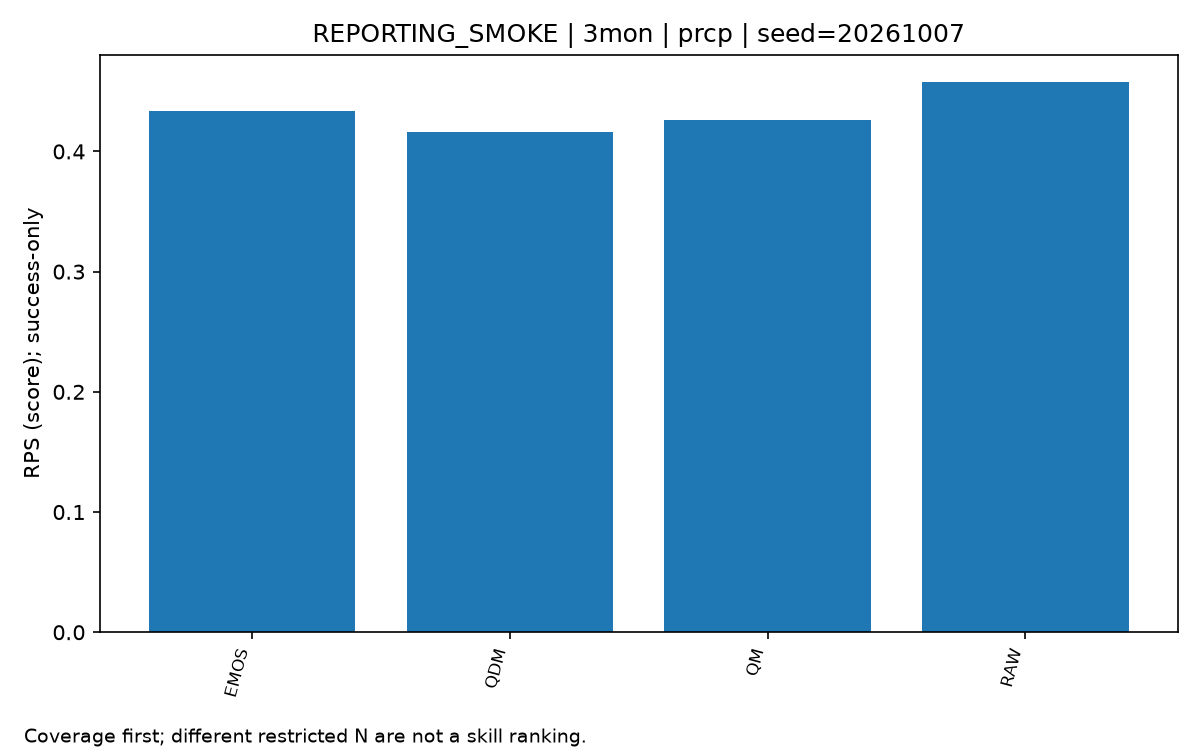 REPORTING_SMOKE | 3mon | prcp | seed=20261007
RPS (score); success-only
0.4
0.3
0.2
0.1
0.0
EMOS
QDM
QM
RAW
Coverage first; different restricted N are not a skill ranking.